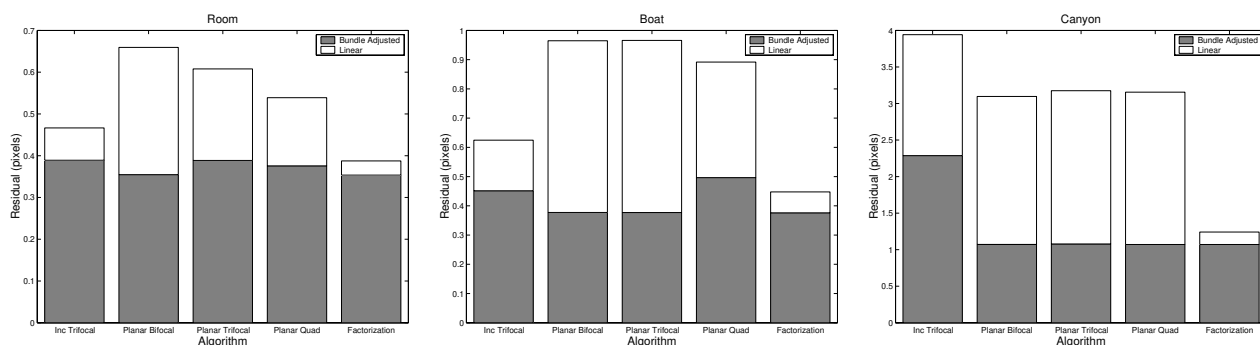 Room
0.7
0.6
0.5
0.4
0.3
0.2
0.1
0
Residual (pixels)
Bundle Adjusted
Linear
Inc Trifocal Planar Bifocal Planar Trifocal Planar Quad Factorization
Algorithm
Boat
1
0.9
0.8
0.7
0.6
0.5
0.4
0.3
0.2
0.1
0
Residual (pixels)
Bundle Adjusted
Linear
Inc Trifocal Planar Bifocal Planar Trifocal Planar Quad Factorization
Algorithm
Canyon
4
3.5
3
2.5
2
1.5
1
0.5
0
Residual (pixels)
Bundle Adjusted
Linear
Inc Trifocal Planar Bifocal Planar Trifocal Planar Quad Factorization
Algorithm